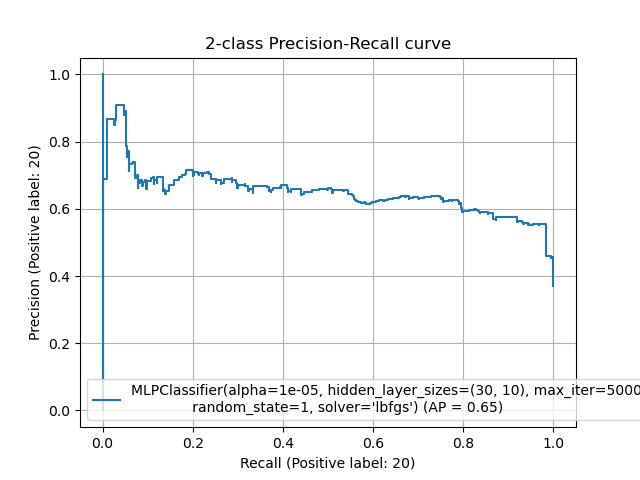 2-class Precision-Recall curve
1.0
0.8
0.6
0.4
0.2
0.0
Precision (Positive label: 20)
MLPClassifier(alpha=1e-05, hidden_layer_sizes=(30, 10), max_iter=5000
random_state=1, solver='lbfgs') (AP = 0.65)
0.0 0.2 0.4 0.6 0.8 1.0
Recall (Positive label: 20)